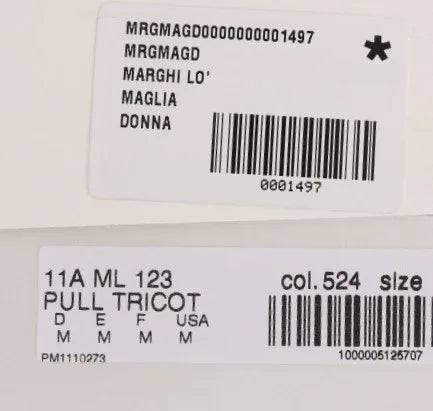 MRGMAGD0000000001497
MRGMAGD
MARGHI LO'
MAGLIA
DONNA
*
0001497
11A ML 123 col. 524 size
PULL TRICOT
D E F USA
M M M M
PM1110273
1000005125707